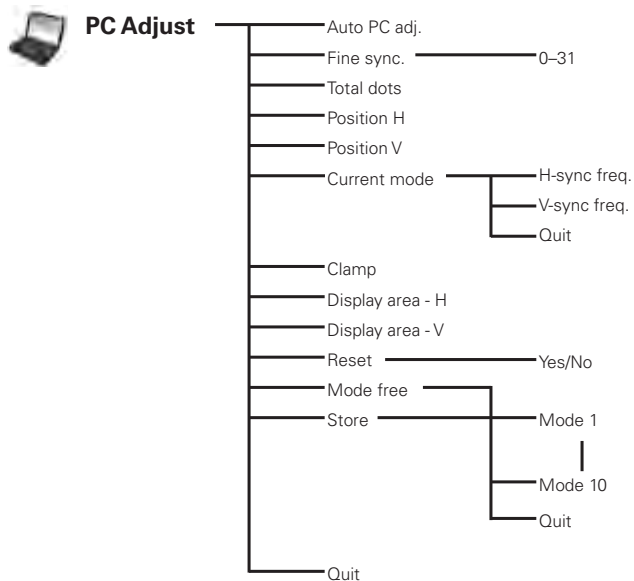 PC Adjust
Auto PC adj.
Fine sync.
0–31
Total dots
Position H
Position V
Current mode
H-sync freq.
V-sync freq.
Quit
Clamp
Display area - H
Display area - V
Reset
Yes/No
Mode free
Store
Mode 1
Mode 10
Quit
Quit